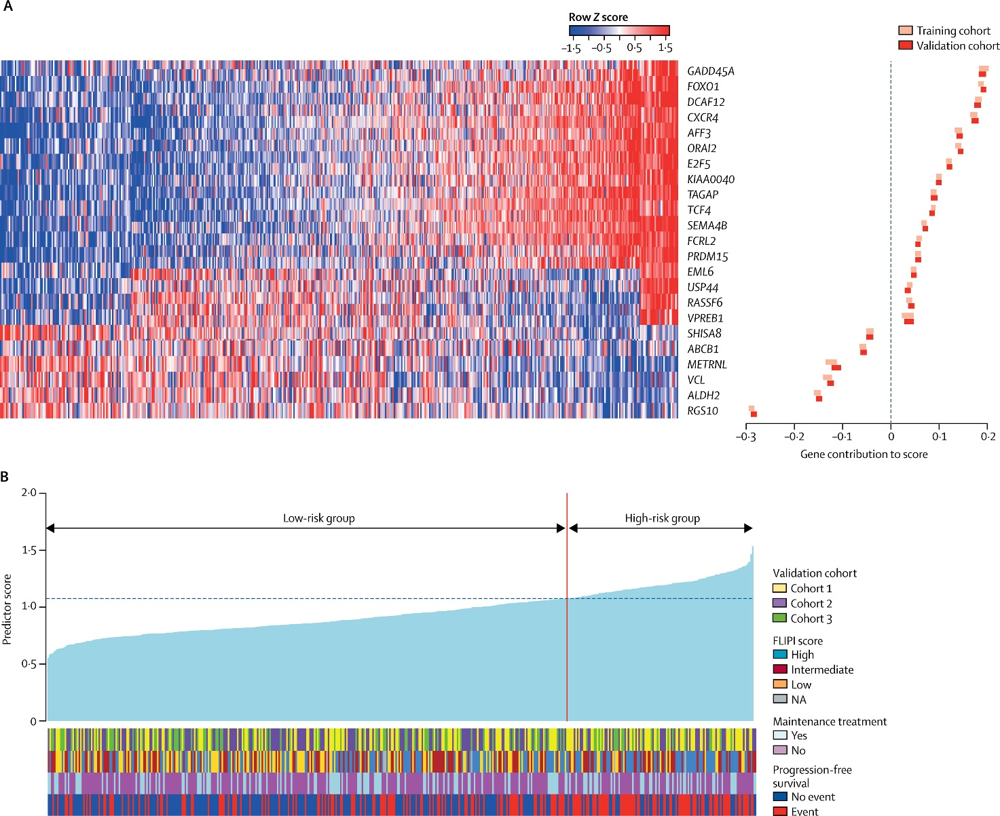 A
Row Z score
–1·5 –0·5 0·5 1·5
Training cohort
Validation cohort
GADD45A
FOXO1
DCAF12
CXCR4
AFF3
ORAI2
E2F5
KIAA0040
TAGAP
TCF4
SEMA4B
FCRL2
PRDM15
EML6
USP44
RASSF6
VPREB1
SHISA8
ABCB1
METRNL
VCL
ALDH2
RGS10
–0·3 –0·2 –0·1 0 0·1 0·2
Gene contribution to score
B
2·0
1·5
1·0
0·5
0
Predictor score
Low-risk group
High-risk group
Validation cohort
Cohort 1
Cohort 2
Cohort 3
FLIPI score
High
Intermediate
Low
NA
Maintenance treatment
Yes
No
Progression-free
survival
No event
Event